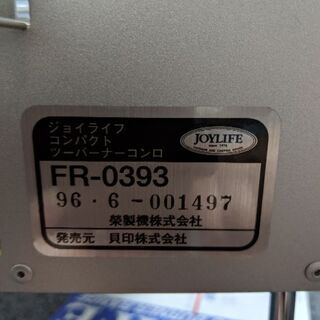 ジョイライフ
コンパクト
ツーバーナーコンロ
JOYLIFE
FR-0393
96・6-001497
榮製機株式会社
発売元 貝印株式会社